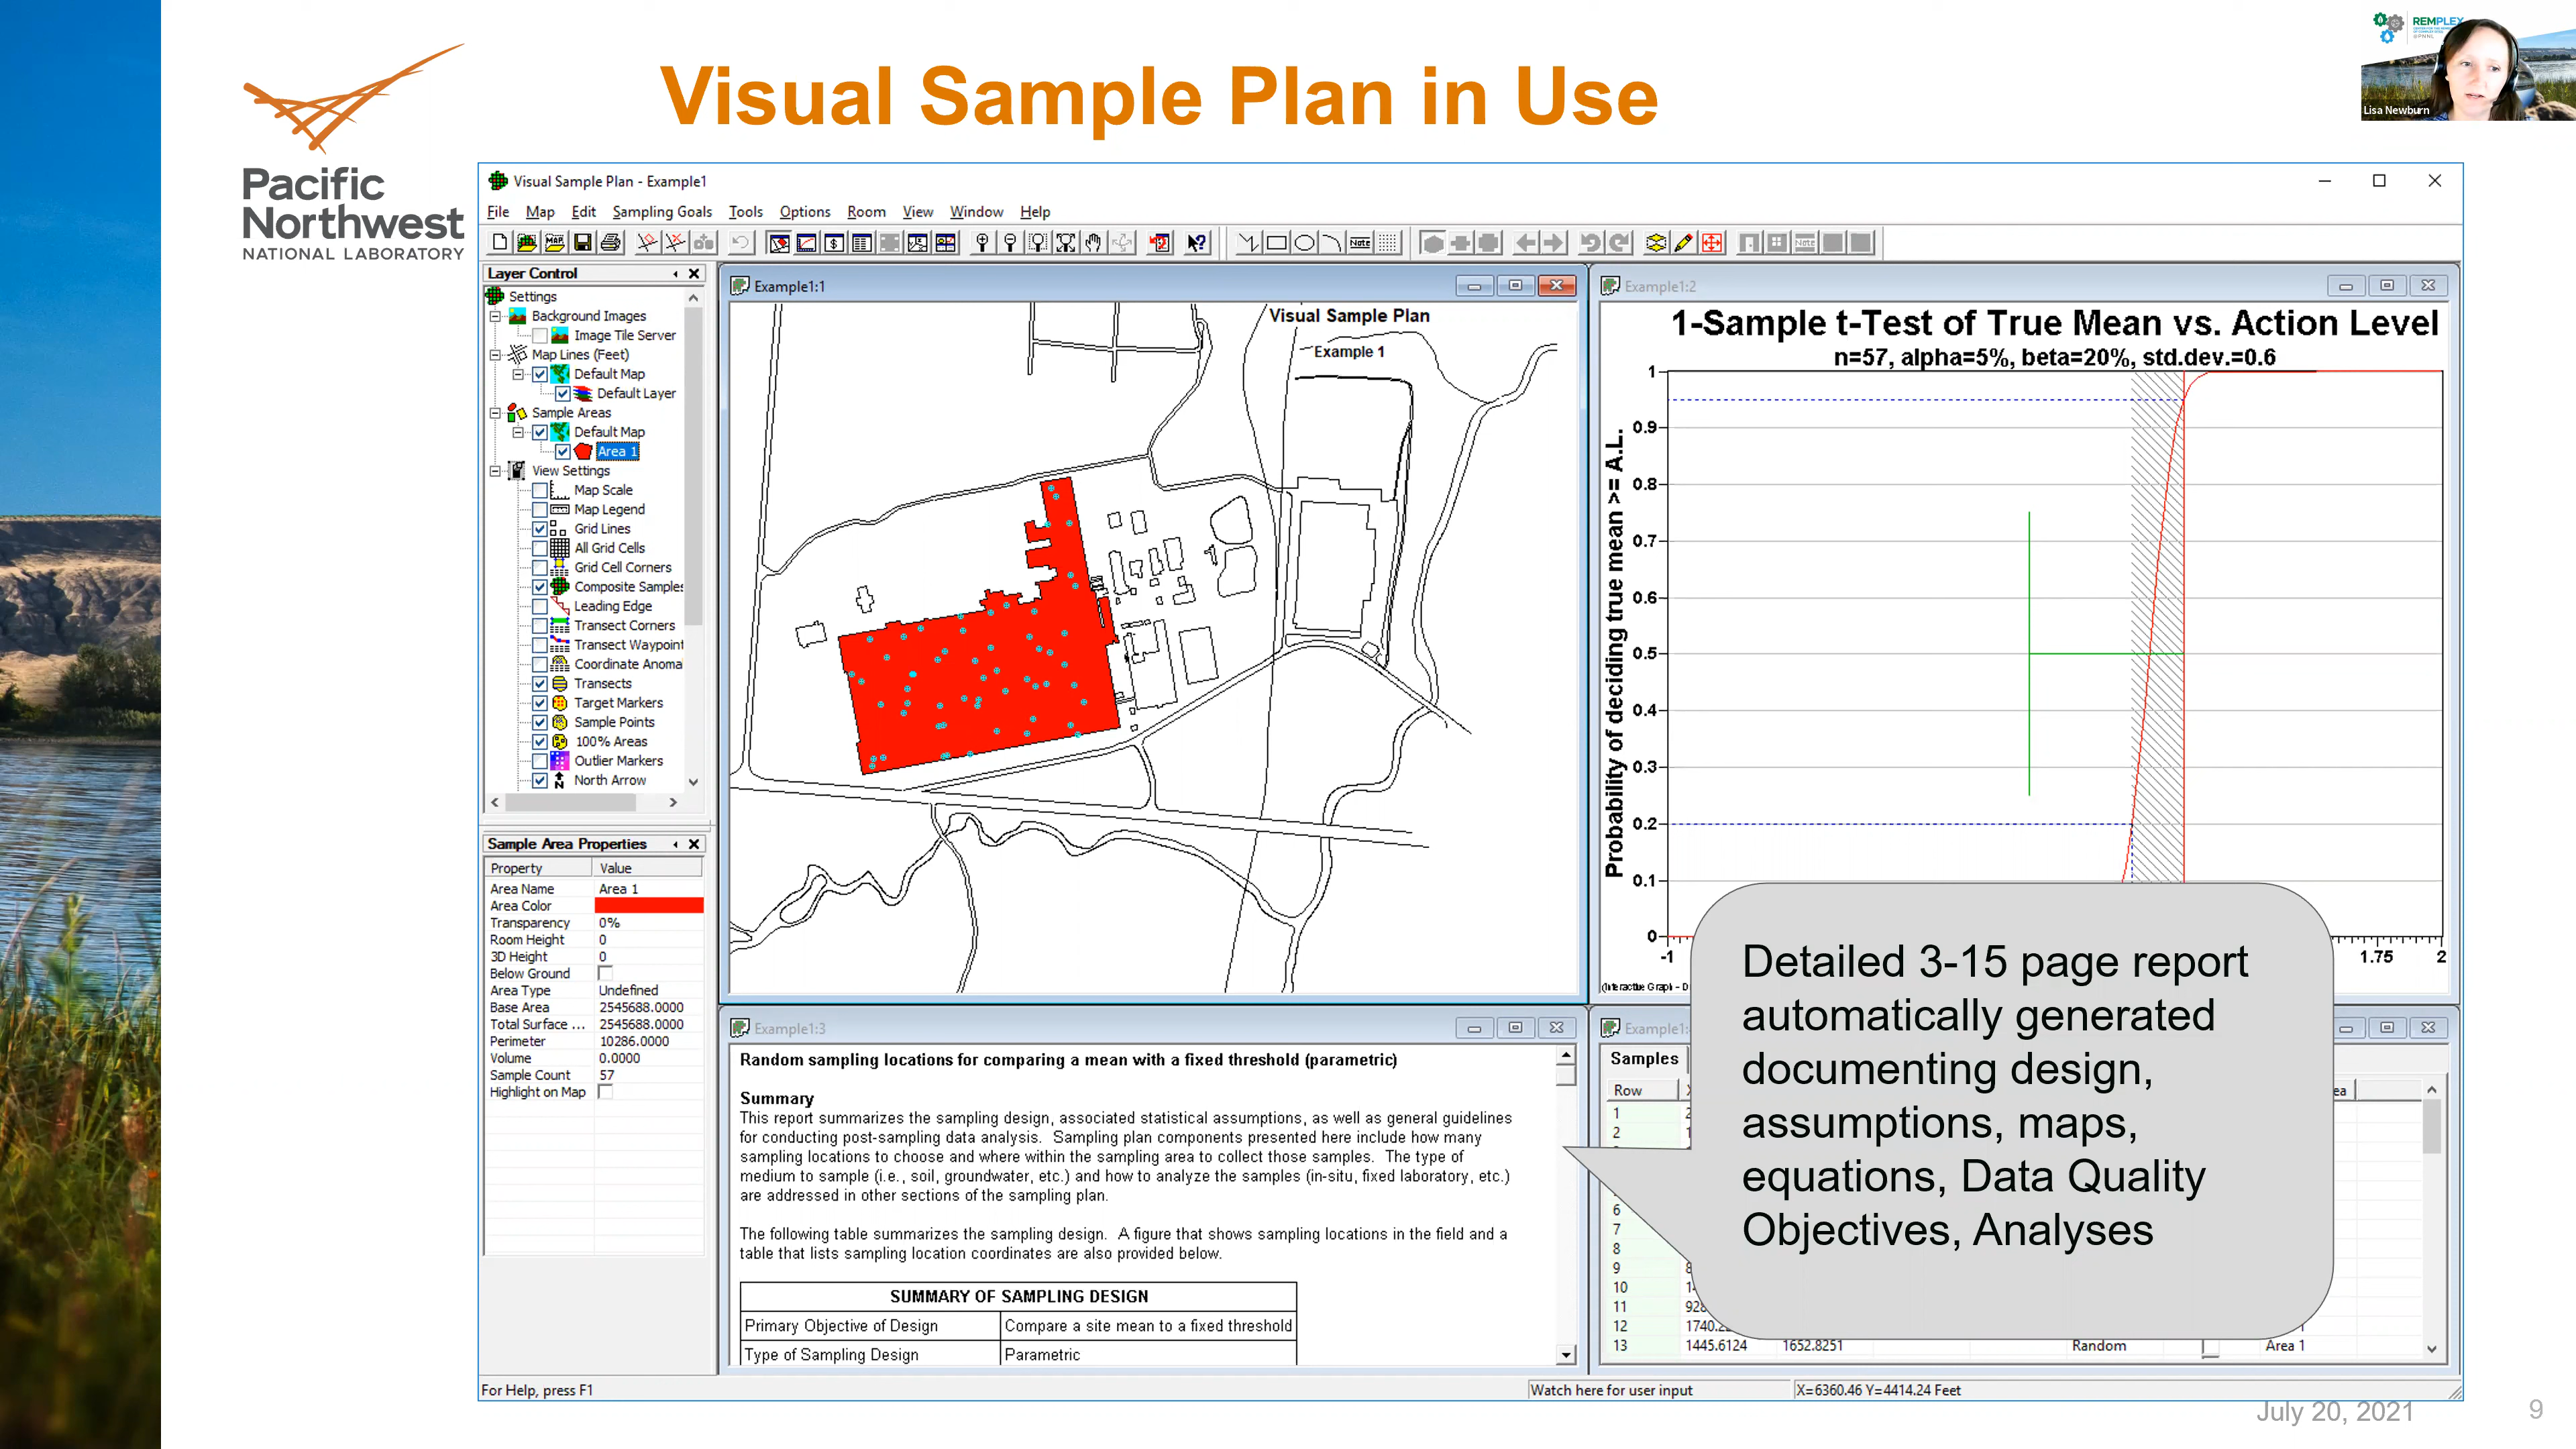 REMPLEX
Lisa Newburn
Pacific
Northwest
NATIONAL LABORATORY
Visual Sample Plan in Use
Visual Sample Plan - Example1
File Map Edit Sampling Goals Tools Options Room View Window Help
Layer Control
Settings
Background Images
Image Tile Server
Map Lines (Feet)
Default Map
Default Layer
Sample Areas
Default Map
Area 1
View Settings
Map Scale
Map Legend
Grid Lines
All Grid Cells
Grid Cell Corners
Composite Samples
Leading Edge
Transect Corners
Transect Waypoint
Coordinate Anoma
Transects
Target Markers
Sample Points
100% Areas
Outlier Markers
North Arrow
Sample Area Properties
Property Value
Area Name Area 1
Area Color
Transparency 0%
Room Height 0
3D Height 0
Below Ground
Area Type Undefined
Base Area 2545688.0000
Total Surface ... 2545688.0000
Perimeter 10286.0000
Volume 0.0000
Sample Count 57
Highlight on Map
Example1:1
Visual Sample Plan
Example 1
Example1:2
1-Sample t-Test of True Mean vs. Action Level
n=57, alpha=5%, beta=20%, std.dev.=0.6
Probability of deciding true mean >= A.L.
1
0.9
0.8
0.7
0.6
0.5
0.4
0.3
0.2
0.1
0
-1 1.75 2
Example1:3
Random sampling locations for comparing a mean with a fixed threshold (parametric)
Summary
This report summarizes the sampling design, associated statistical assumptions, as well as general guidelines
for conducting post-sampling data analysis. Sampling plan components presented here include how many
sampling locations to choose and where within the sampling area to collect those samples. The type of
medium to sample (i.e., soil, groundwater, etc.) and how to analyze the samples (in-situ, fixed laboratory, etc.)
are addressed in other sections of the sampling plan.
The following table summarizes the sampling design. A figure that shows sampling locations in the field and a
table that lists sampling location coordinates are also provided below.
SUMMARY OF SAMPLING DESIGN
Primary Objective of Design Compare a site mean to a fixed threshold
Type of Sampling Design Parametric
Samples
Row
1
2
6
7
8
9
10
11
12
13 1445.6124 1652.8251 Random Area 1
Detailed 3-15 page report
automatically generated
documenting design,
assumptions, maps,
equations, Data Quality
Objectives, Analyses
For Help, press F1
Watch here for user input
X=6360.46 Y=4414.24 Feet
July 20, 2021
9